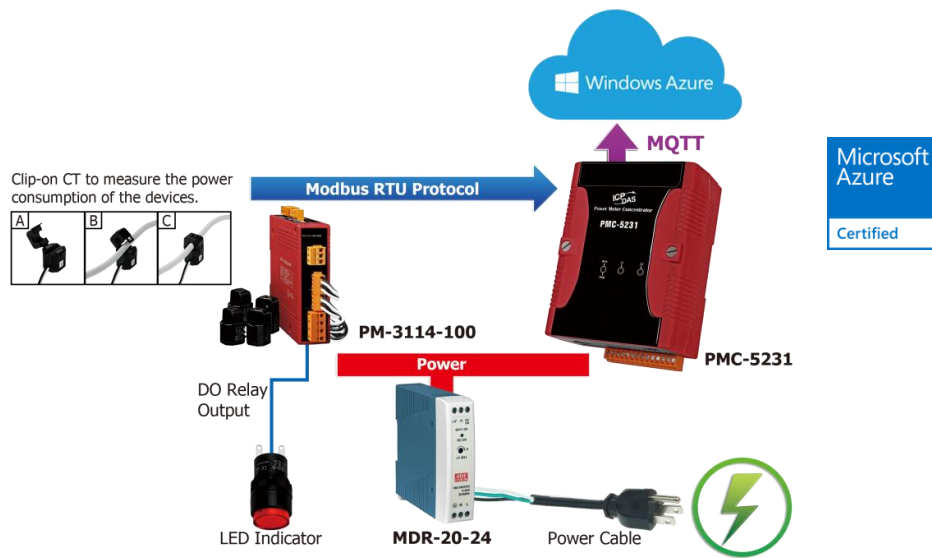 Windows Azure
MQTT
Microsoft
Azure
Certified
Clip-on CT to measure the power
consumption of the devices.
A
B
C
Modbus RTU Protocol
ICP
DAS
Power Meter Concentrator
PMC-5231
PM-3114-100
PMC-5231
Power
DO Relay
Output
LED Indicator
MDR-20-24
Power Cable